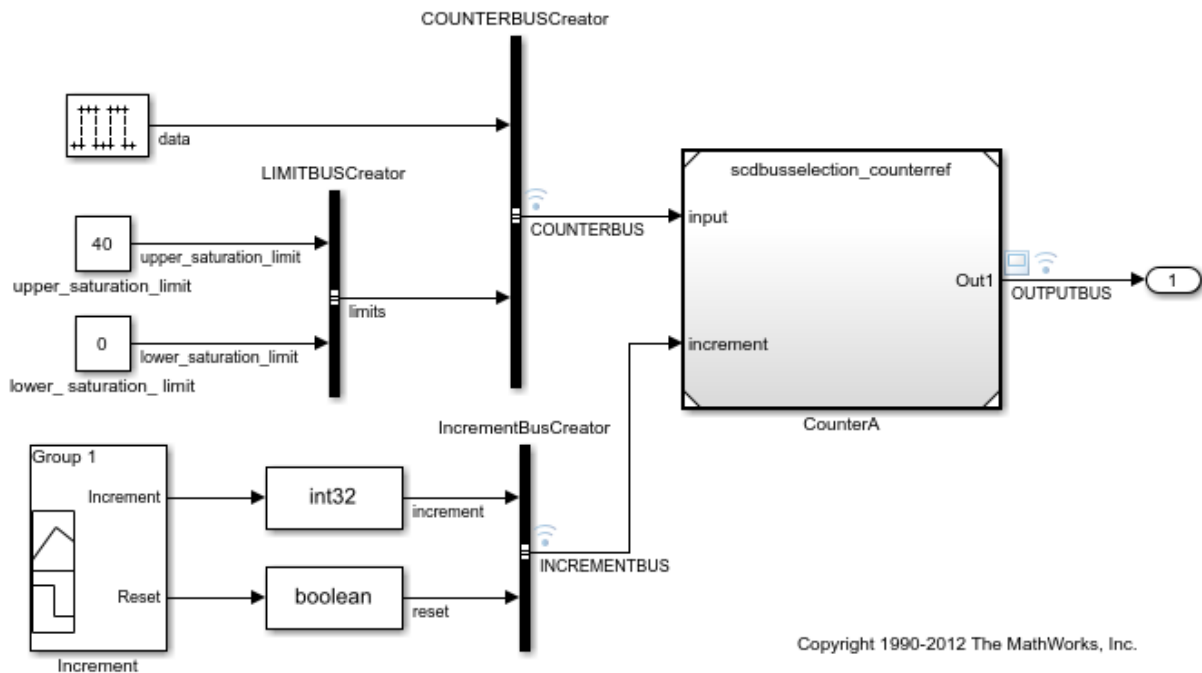 COUNTERBUSCreator
data
LIMITBUSCreator
scdbusselection_counterref
40
upper_saturation_limit
upper_saturation_limit
input
COUNTERBUS
limits
Out1
OUTPUTBUS
1
0
lower_saturation_limit
lower_ saturation_ limit
increment
CounterA
IncrementBusCreator
Group 1
Increment
int32
increment
INCREMENTBUS
Reset
boolean
reset
Increment
Copyright 1990-2012 The MathWorks, Inc.